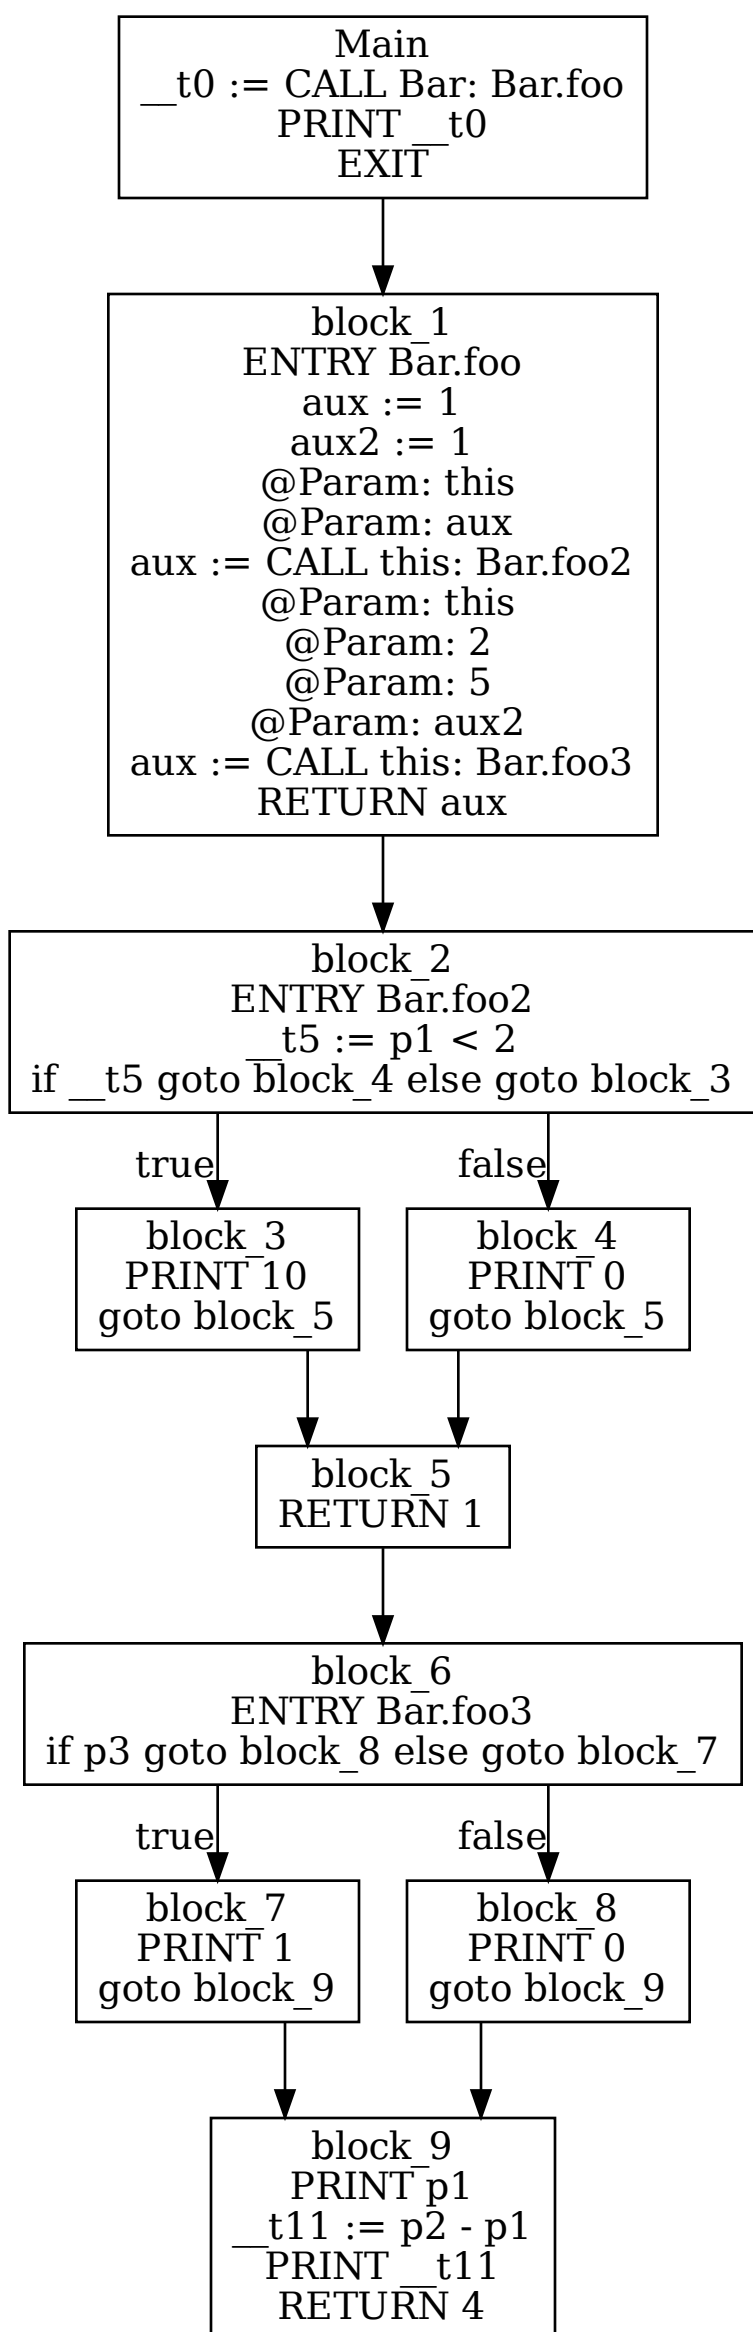 Main
__t0 := CALL Bar: Bar.foo
PRINT __t0
EXIT
block_1
ENTRY Bar.foo
aux := 1
aux2 := 1
@Param: this
@Param: aux
aux := CALL this: Bar.foo2
@Param: this
@Param: 2
@Param: 5
@Param: aux2
aux := CALL this: Bar.foo3
RETURN aux
block_2
ENTRY Bar.foo2
__t5 := p1 < 2
if __t5 goto block_4 else goto block_3
true false
block_3
PRINT 10
goto block_5
block_4
PRINT 0
goto block_5
block_5
RETURN 1
block_6
ENTRY Bar.foo3
if p3 goto block_8 else goto block_7
true false
block_7
PRINT 1
goto block_9
block_8
PRINT 0
goto block_9
block_9
PRINT p1
__t11 := p2 - p1
PRINT __t11
RETURN 4